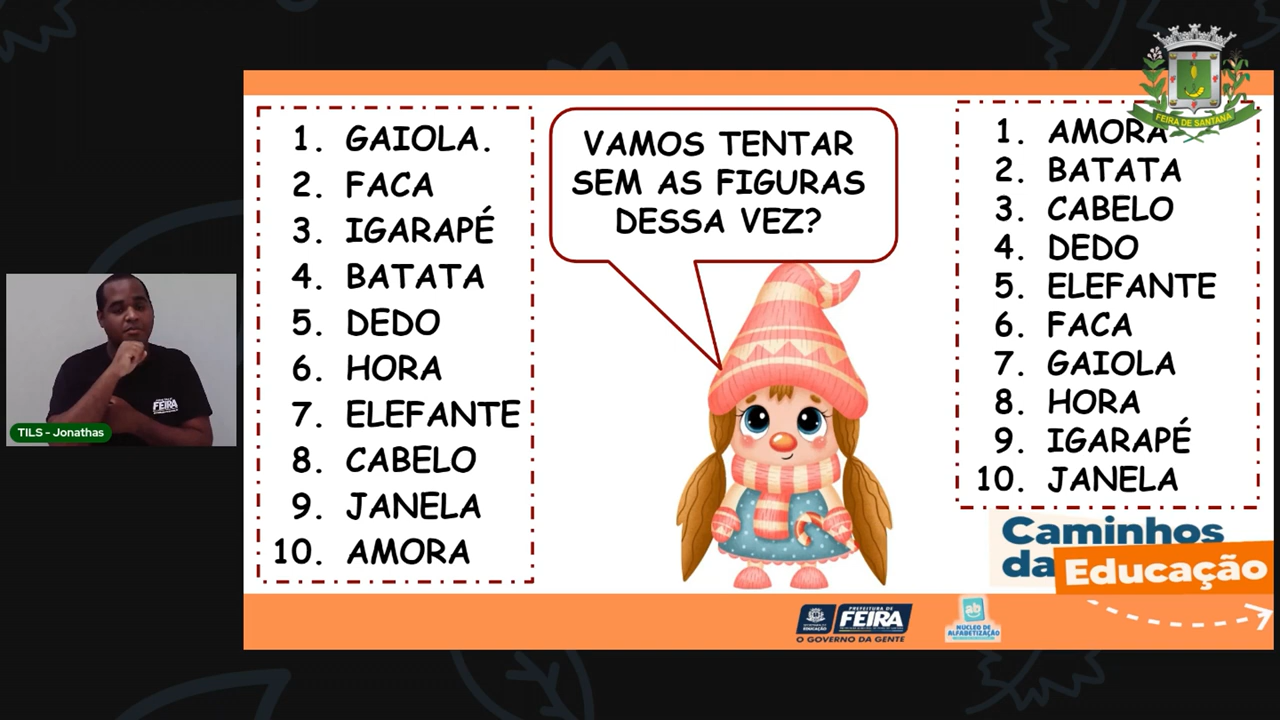 1. GAIOLA.
2. FACA
3. IGARAPÉ
4. BATATA
5. DEDO
6. HORA
7. ELEFANTE
8. CABELO
9. JANELA
10. AMORA
VAMOS TENTAR
SEM AS FIGURAS
DESSA VEZ?
FEIRA DE SANTANA
1. AMORA
2. BATATA
3. CABELO
4. DEDO
5. ELEFANTE
6. FACA
7. GAIOLA
8. HORA
9. IGARAPÉ
10. JANELA
FEIRA
TILS - Jonathas
Caminhos
da Educação
PREFEITURA DE
FEIRA
EDUCAÇÃO
O GOVERNO DA GENTE
ab
NÚCLEO DE
ALFABETIZAÇÃO